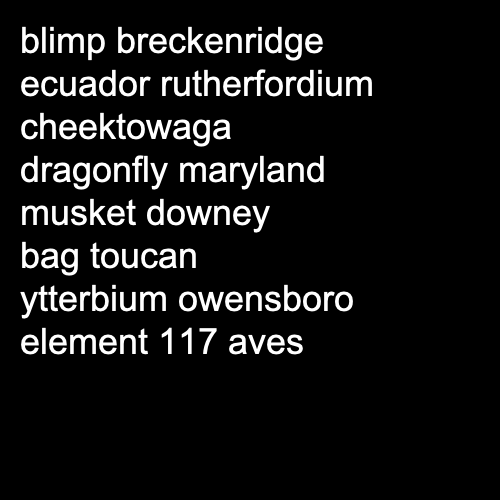 blimp breckenridge
ecuador rutherfordium
cheektowaga
dragonfly maryland
musket downey
bag toucan
ytterbium owensboro
element 117 aves